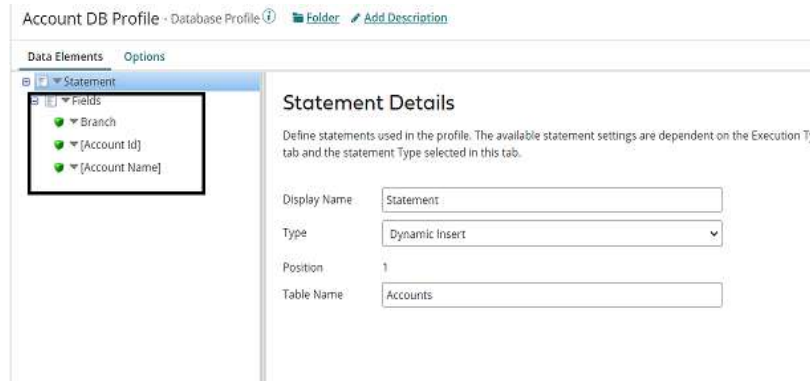 Account DB Profile - Database Profile i Folder Add Description
Data Elements Options
Statement
Fields
Branch
[Account Id]
[Account Name]
Statement Details
Define statements used in the profile. The available statement settings are dependent on the Execution Ty
tab and the statement Type selected in this tab.
Display Name Statement
Type Dynamic Insert
Position 1
Table Name Accounts